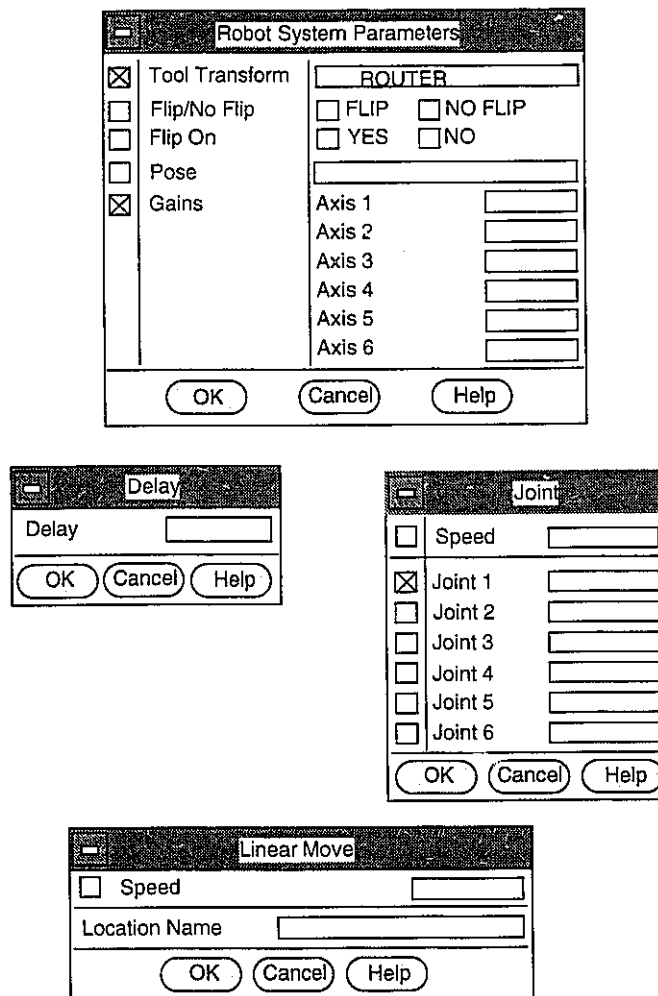 Robot System Parameters
Tool Transform ROUTER
Flip/No Flip FLIP NO FLIP
Flip On YES NO
Pose
Gains Axis 1
Axis 2
Axis 3
Axis 4
Axis 5
Axis 6
OK Cancel Help
Delay
Delay
OK Cancel Help
Joint
Speed
Joint 1
Joint 2
Joint 3
Joint 4
Joint 5
Joint 6
OK Cancel Help
Linear Move
Speed
Location Name
OK Cancel Help